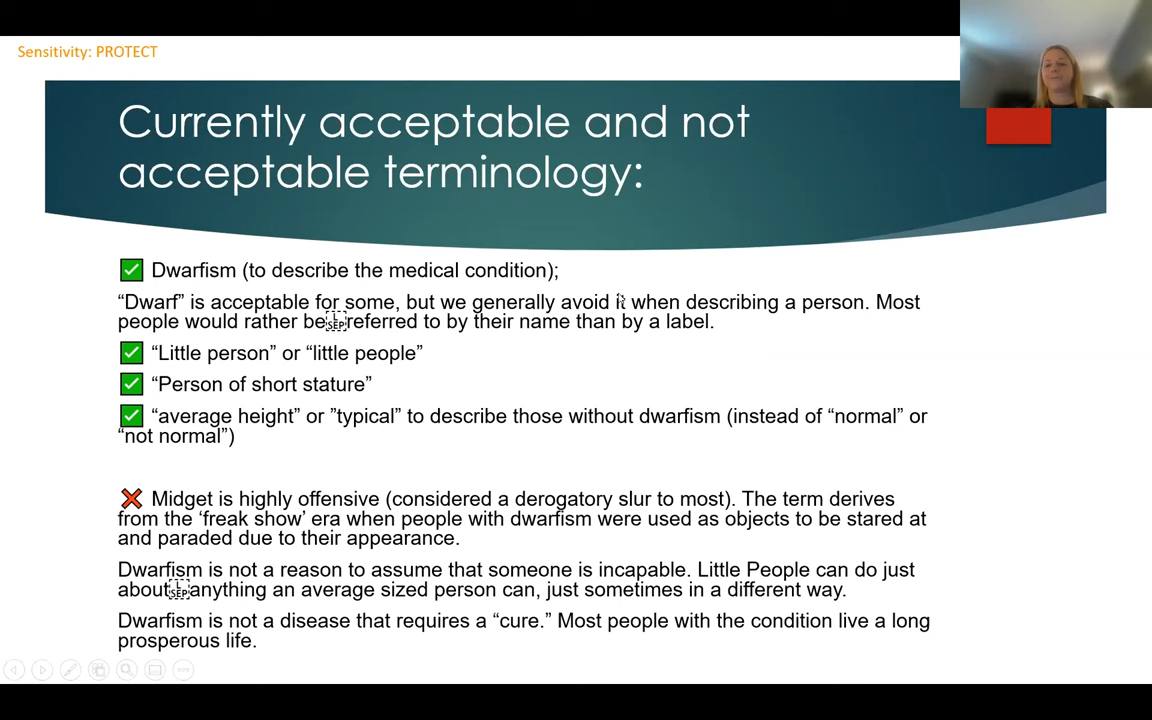 Sensitivity: PROTECT
Currently acceptable and not
acceptable terminology:
✅ Dwarfism (to describe the medical condition);
“Dwarf” is acceptable for some, but we generally avoid it when describing a person. Most
people would rather be L SEP referred to by their name than by a label.
✅ “Little person” or “little people”
✅ “Person of short stature”
✅ “average height” or ”typical” to describe those without dwarfism (instead of “normal” or
“not normal”)
❌ Midget is highly offensive (considered a derogatory slur to most). The term derives
from the ‘freak show’ era when people with dwarfism were used as objects to be stared at
and paraded due to their appearance.
Dwarfism is not a reason to assume that someone is incapable. Little People can do just
about L SEP anything an average sized person can, just sometimes in a different way.
Dwarfism is not a disease that requires a “cure.” Most people with the condition live a long
prosperous life.